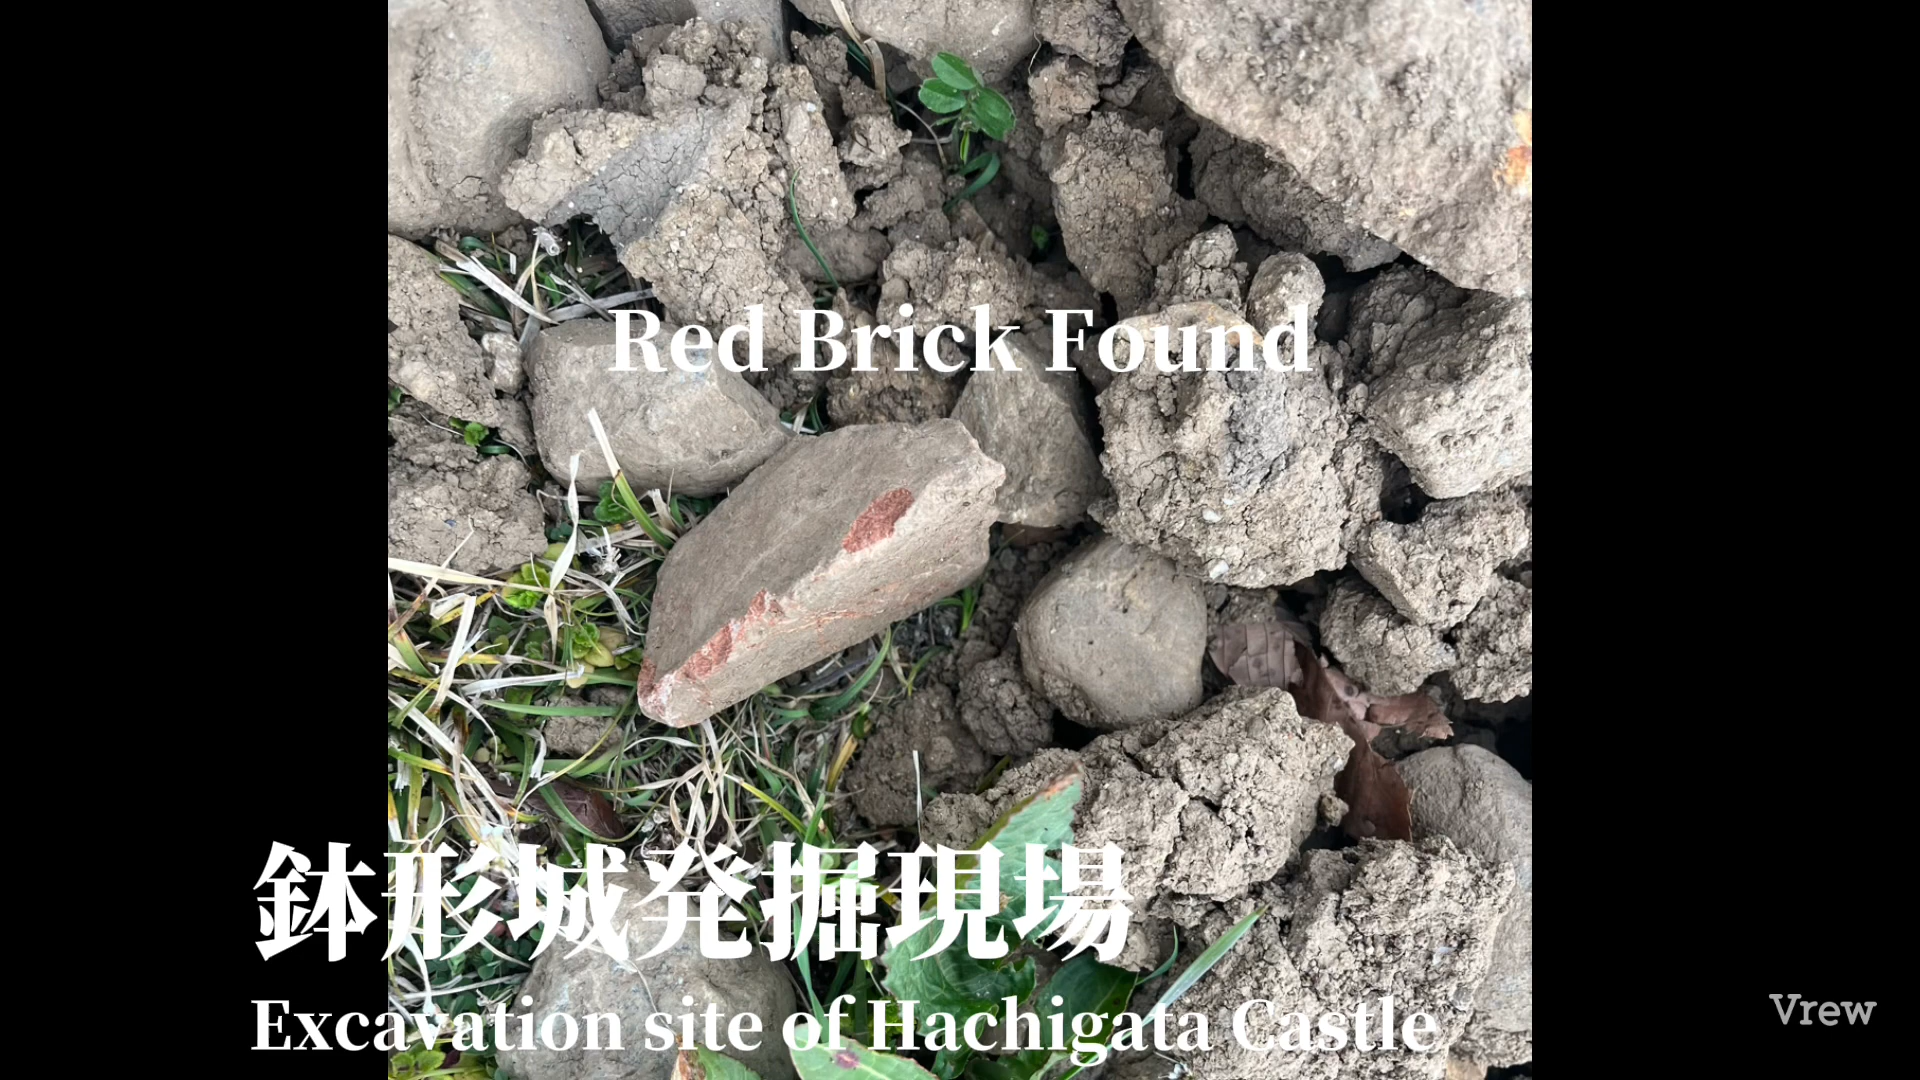 Red Brick Found
鉢形城発掘現場
Excavation site of Hachigata Castle
Vrew